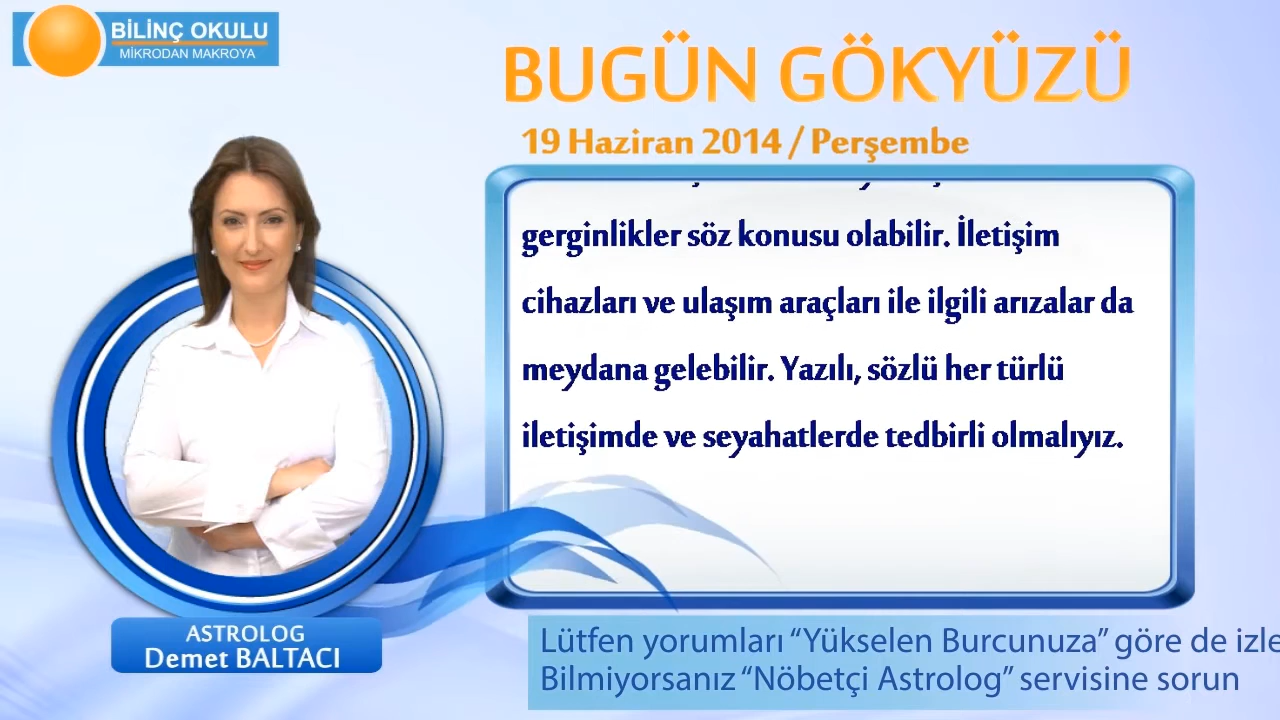 BİLİNÇ OKULU
MİKRODAN MAKROYA
BUGÜN GÖKYÜZÜ
19 Haziran 2014 / Perşembe
gerginlikler söz konusu olabilir. İletişim
cihazları ve ulaşım araçları ile ilgili arızalar da
meydana gelebilir. Yazılı, sözlü her türlü
iletişimde ve seyahatlerde tedbirli olmalıyız.
ASTROLOG
Demet BALTACI
Lütfen yorumları “Yükselen Burcunuza” göre de izle
Bilmiyorsanız “Nöbetçi Astrolog” servisine sorun